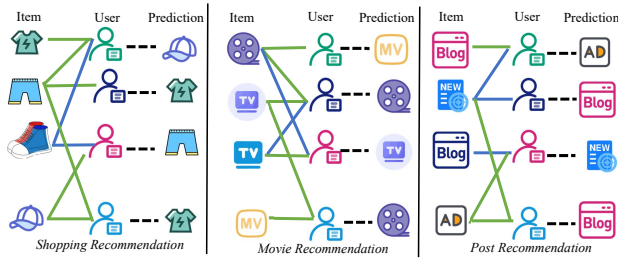 Item User Prediction
Shopping Recommendation
Item User Prediction
MV
TV
TV
TV
MV
Movie Recommendation
Item User Prediction
Blog
AD
NEW
Blog
Blog
NEW
AD
Blog
Post Recommendation